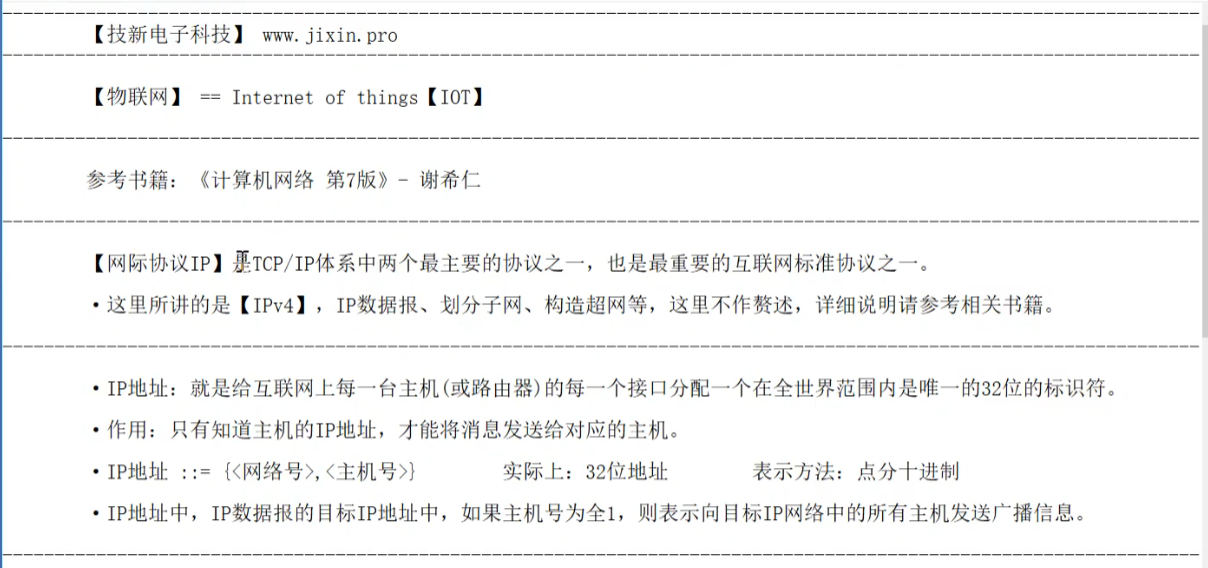 【技新电子科技】 www.jixin.pro
【物联网】 == Internet of things【IOT】
参考书籍：《计算机网络 第7版》- 谢希仁
【网际协议IP】是TCP/IP体系中两个最主要的协议之一，也是最重要的互联网标准协议之一。
·这里所讲的是【IPv4】，IP数据报、划分子网、构造超网等，这里不作赘述，详细说明请参考相关书籍。
·IP地址：就是给互联网上每一台主机(或路由器)的每一个接口分配一个在全世界范围内是唯一的32位的标识符。
·作用：只有知道主机的IP地址，才能将消息发送给对应的主机。
·IP地址 ::= {<网络号>,<主机号>} 实际上：32位地址 表示方法：点分十进制
·IP地址中，IP数据报的目标IP地址中，如果主机号为全1，则表示向目标IP网络中的所有主机发送广播信息。